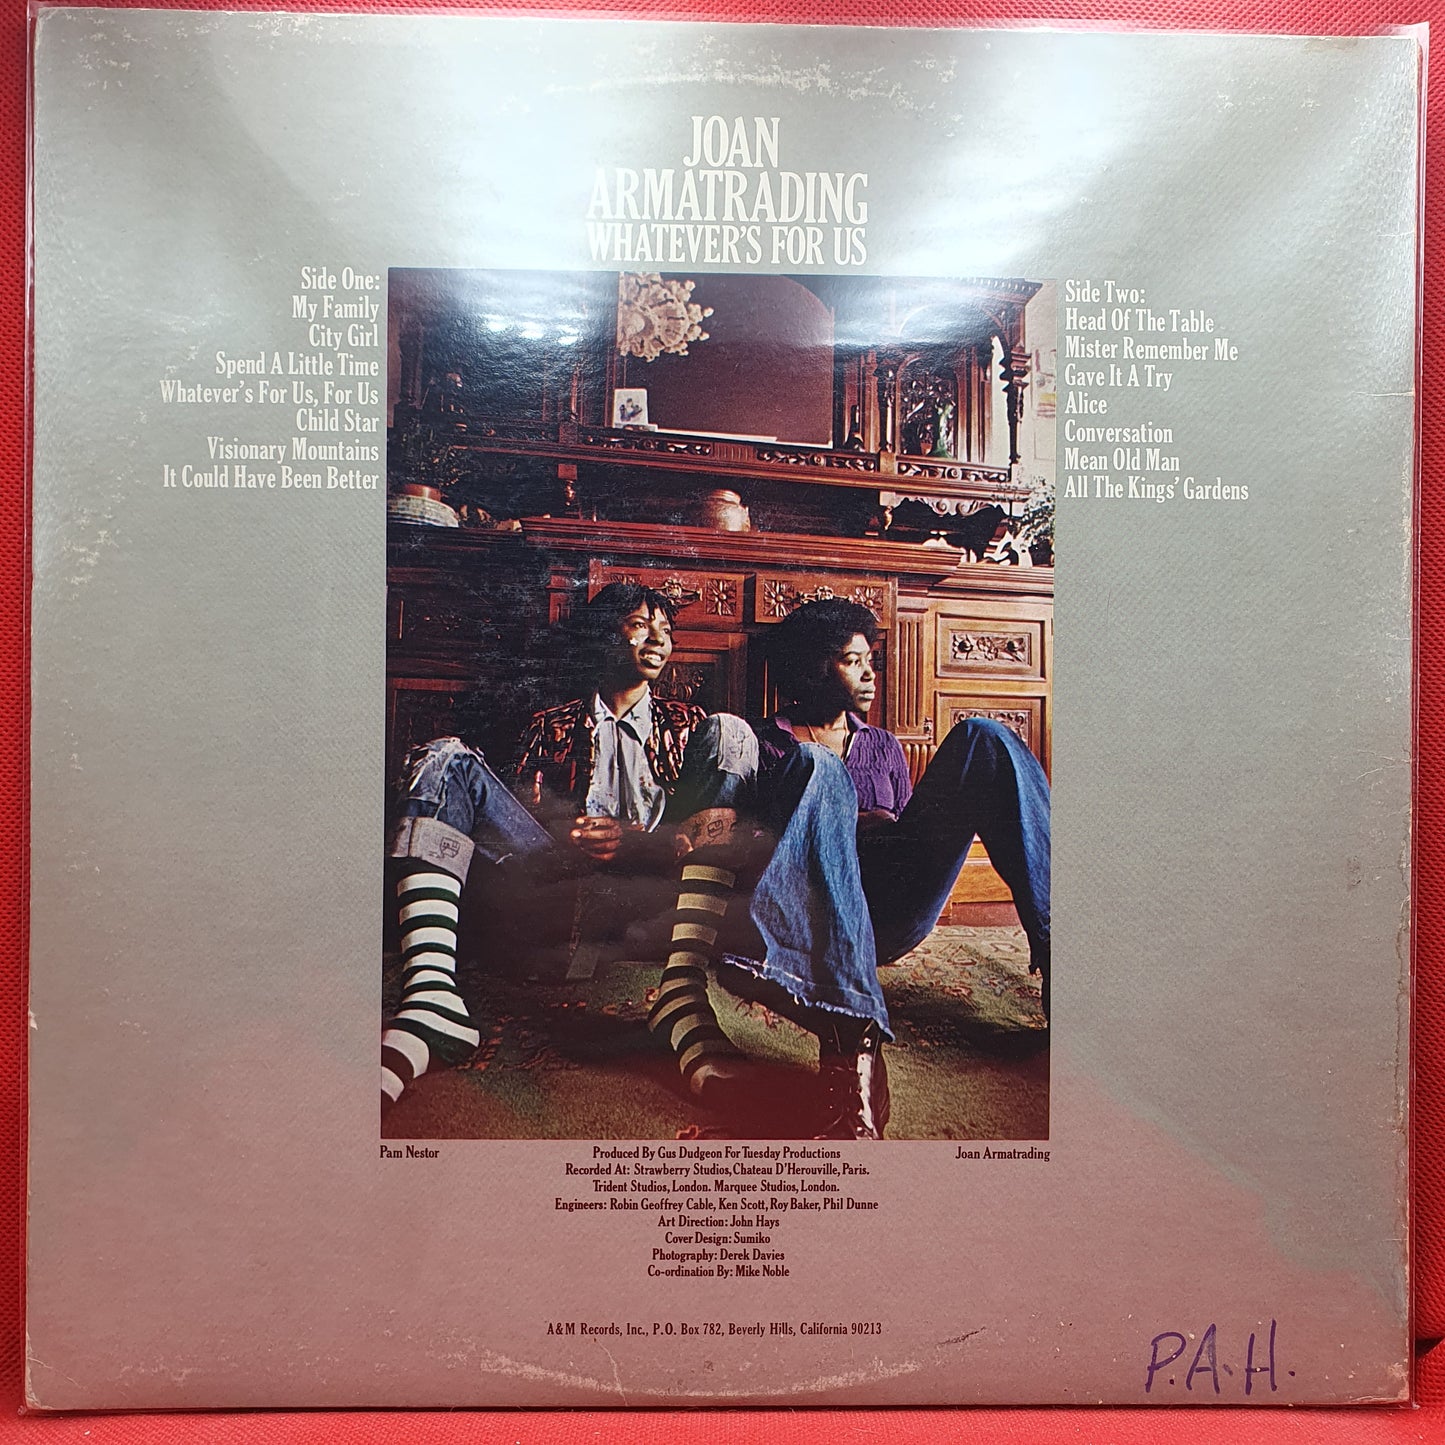 JOAN
ARMATRADING
WHATEVER'S FOR US
Side One:
My Family
City Girl
Spend A Little Time
Whatever's For Us, For Us
Child Star
Visionary Mountains
It Could Have Been Better
Side Two:
Head Of The Table
Mister Remember Me
Gave It A Try
Alice
Conversation
Mean Old Man
All The Kings' Gardens
Pam Nestor
Joan Armatrading
Produced By Gus Dudgeon For Tuesday Productions
Recorded At: Strawberry Studios, Chateau D'Herouville, Paris.
Trident Studios, London. Marquee Studios, London.
Engineers: Robin Geoffrey Cable, Ken Scott, Roy Baker, Phil Dunne
Art Direction: John Hays
Cover Design: Sumiko
Photography: Derek Davies
Co-ordination By: Mike Noble
A&M Records, Inc., P.O. Box 782, Beverly Hills, California 90213
P.A.H.